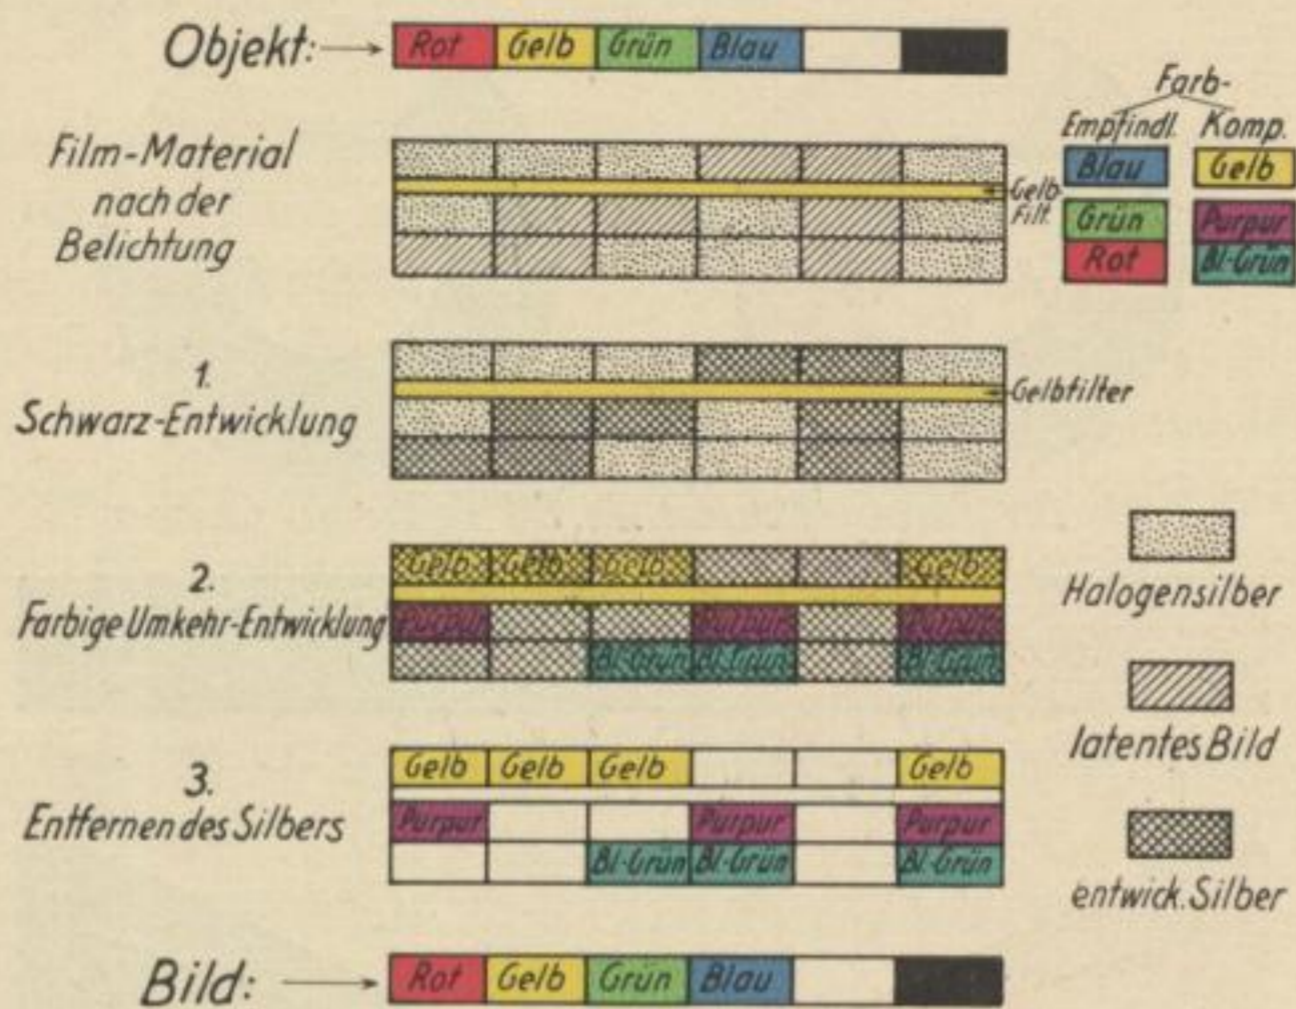 Objekt: → Rot Gelb Grün Blau
Farb-
Empfindl. Komp.
Blau Gelb
Grün Purpur
Rot Bl-Grün
Film-Material
nach der
Belichtung
Gelb-
Filt.
1.
Schwarz-Entwicklung
Gelbfilter
2.
Farbige Umkehr-Entwicklung
Gelb Gelb Gelb Gelb
Purpur Purpur Purpur
Bl-Grün Bl-Grün Bl-Grün
3.
Entfernen des Silbers
Gelb Gelb Gelb Gelb
Purpur Purpur Purpur
Bl-Grün Bl-Grün Bl-Grün
Bild: → Rot Gelb Grün Blau
Halogensilber
latentes Bild
entwick. Silber